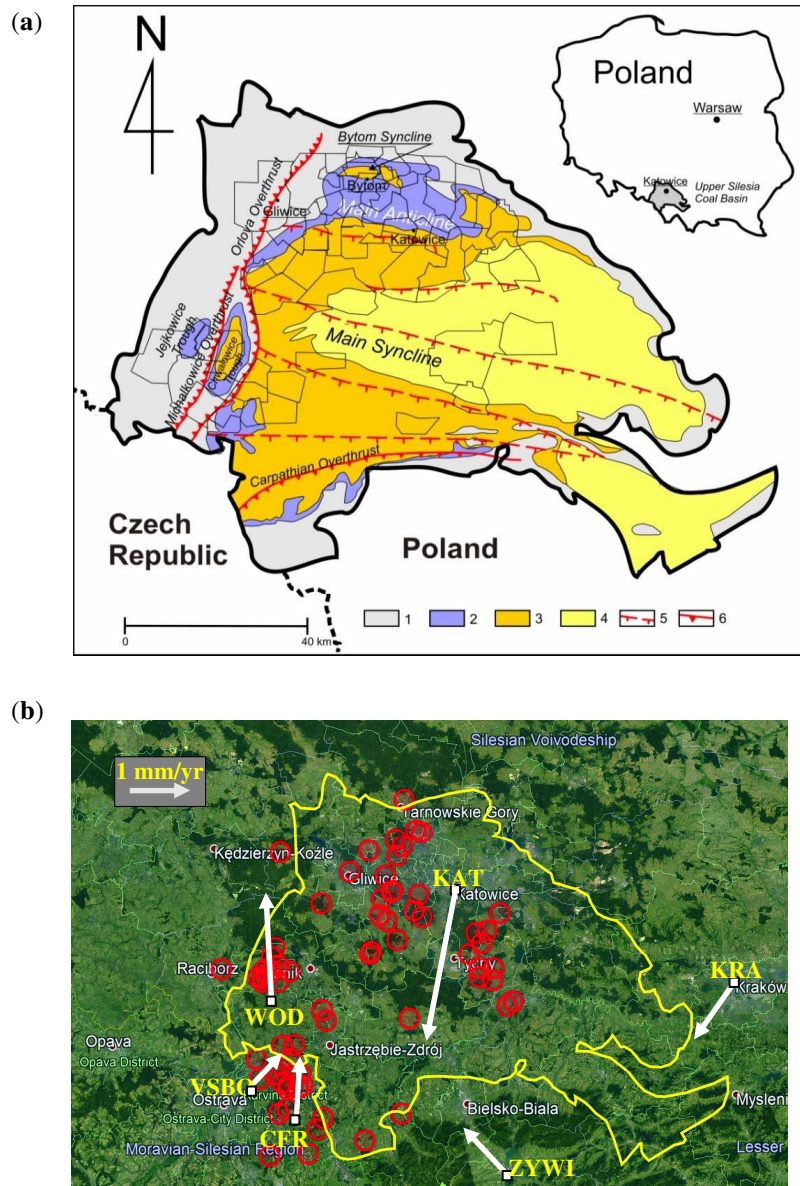 (a)
N
Poland
Warsaw
Katowice
Upper Silesia
Coal Basin
Bytom Syncline
Bytom
Orlova Overthrust
Gliwice
Main Anticline
Katowice
Jejkowice
Trough
Michalkowice Overthrust
Chwalowice
Trough
Main Syncline
Carpathian Overthrust
Czech
Republic
Poland
0
40 km
1
2
3
4
5
6
(b)
1 mm/yr
Silesian Voivodeship
Tarnowskie Gory
Kędzierzyn-Koźle
Gliwice
KAT
Katowice
Raciborz
Tychy
KRA
Kraków
WOD
Opava
Opava District
Jastrzębie-Zdrój
VSBO
Ostrava
Ostrava-City District
CFR
Bielsko-Biala
Mysleni
Moravian-Silesian Region
Lesser
ZYWI